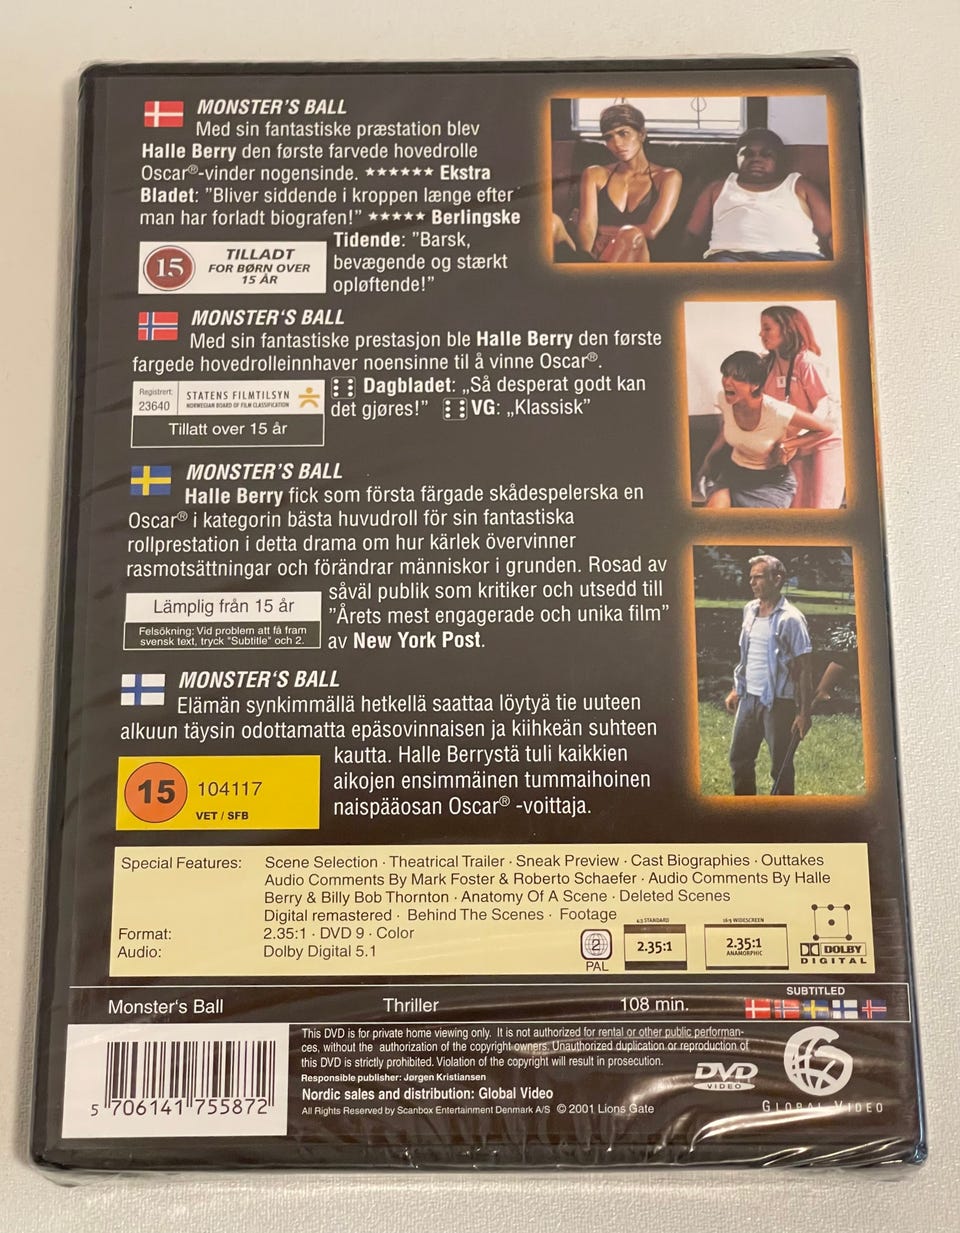 MONSTER'S BALL
Med sin fantastiske præstation blev
Halle Berry den første farvede hovedrolle
Oscar®-vinder nogensinde. ★★★★★★ Ekstra
Bladet: "Bliver siddende i kroppen længe efter
man har forladt biografen!" ★★★★★ Berlingske
Tidende: "Barsk,
bevægende og stærkt
opløftende!"
15
TILLADT
FOR BØRN OVER
15 ÅR
MONSTER'S BALL
Med sin fantastiske prestasjon ble Halle Berry den første
fargede hovedrolleinnhaver noensinne til å vinne Oscar®.
Dagbladet: „Så desperat godt kan
det gjøres!" VG: „Klassisk"
Registrert:
23640
STATENS FILMTILSYN
NORWEGIAN BOARD OF FILM CLASSIFICATION
Tillatt over 15 år
MONSTER'S BALL
Halle Berry fick som första färgade skådespelerska en
Oscar® i kategorin bästa huvudroll för sin fantastiska
rollprestation i detta drama om hur kärlek övervinner
rasmotsättningar och förändrar människor i grunden. Rosad av
såväl publik som kritiker och utsedd till
"Årets mest engagerade och unika film"
av New York Post.
Lämplig från 15 år
Felsökning: Vid problem att få fram
svensk text, tryck "Subtitle" och 2.
MONSTER'S BALL
Elämän synkimmällä hetkellä saattaa löytyä tie uuteen
alkuun täysin odottamatta epäsovinnaisen ja kiihkeän suhteen
kautta. Halle Berrystä tuli kaikkien
aikojen ensimmäinen tummaihoinen
naispääosan Oscar® -voittaja.
15
104117
VET / SFB
Special Features: Scene Selection · Theatrical Trailer · Sneak Preview · Cast Biographies · Outtakes
Audio Comments By Mark Foster & Roberto Schaefer · Audio Comments By Halle
Berry & Billy Bob Thornton · Anatomy Of A Scene · Deleted Scenes
Digital remastered · Behind The Scenes · Footage
Format: 2.35:1 · DVD 9 · Color
Audio: Dolby Digital 5.1
2
PAL
4:3 STANDARD
2.35:1
16:9 WIDESCREEN
2.35:1
ANAMORPHIC
DOLBY
DIGITAL
SUBTITLED
Monster's Ball Thriller 108 min.
This DVD is for private home viewing only. It is not authorized for rental or other public performan-
ces, without the authorization of the copyright owners. Unauthorized duplication or reproduction of
this DVD is strictly prohibited. Violation of the copyright will result in prosecution.
Responsible publisher: Jørgen Kristiansen
Nordic sales and distribution: Global Video
All Rights Reserved by Scanbox Entertainment Denmark A/S © 2001 Lions Gate
5 706141 755872
DVD
VIDEO
GLOBAL VIDEO